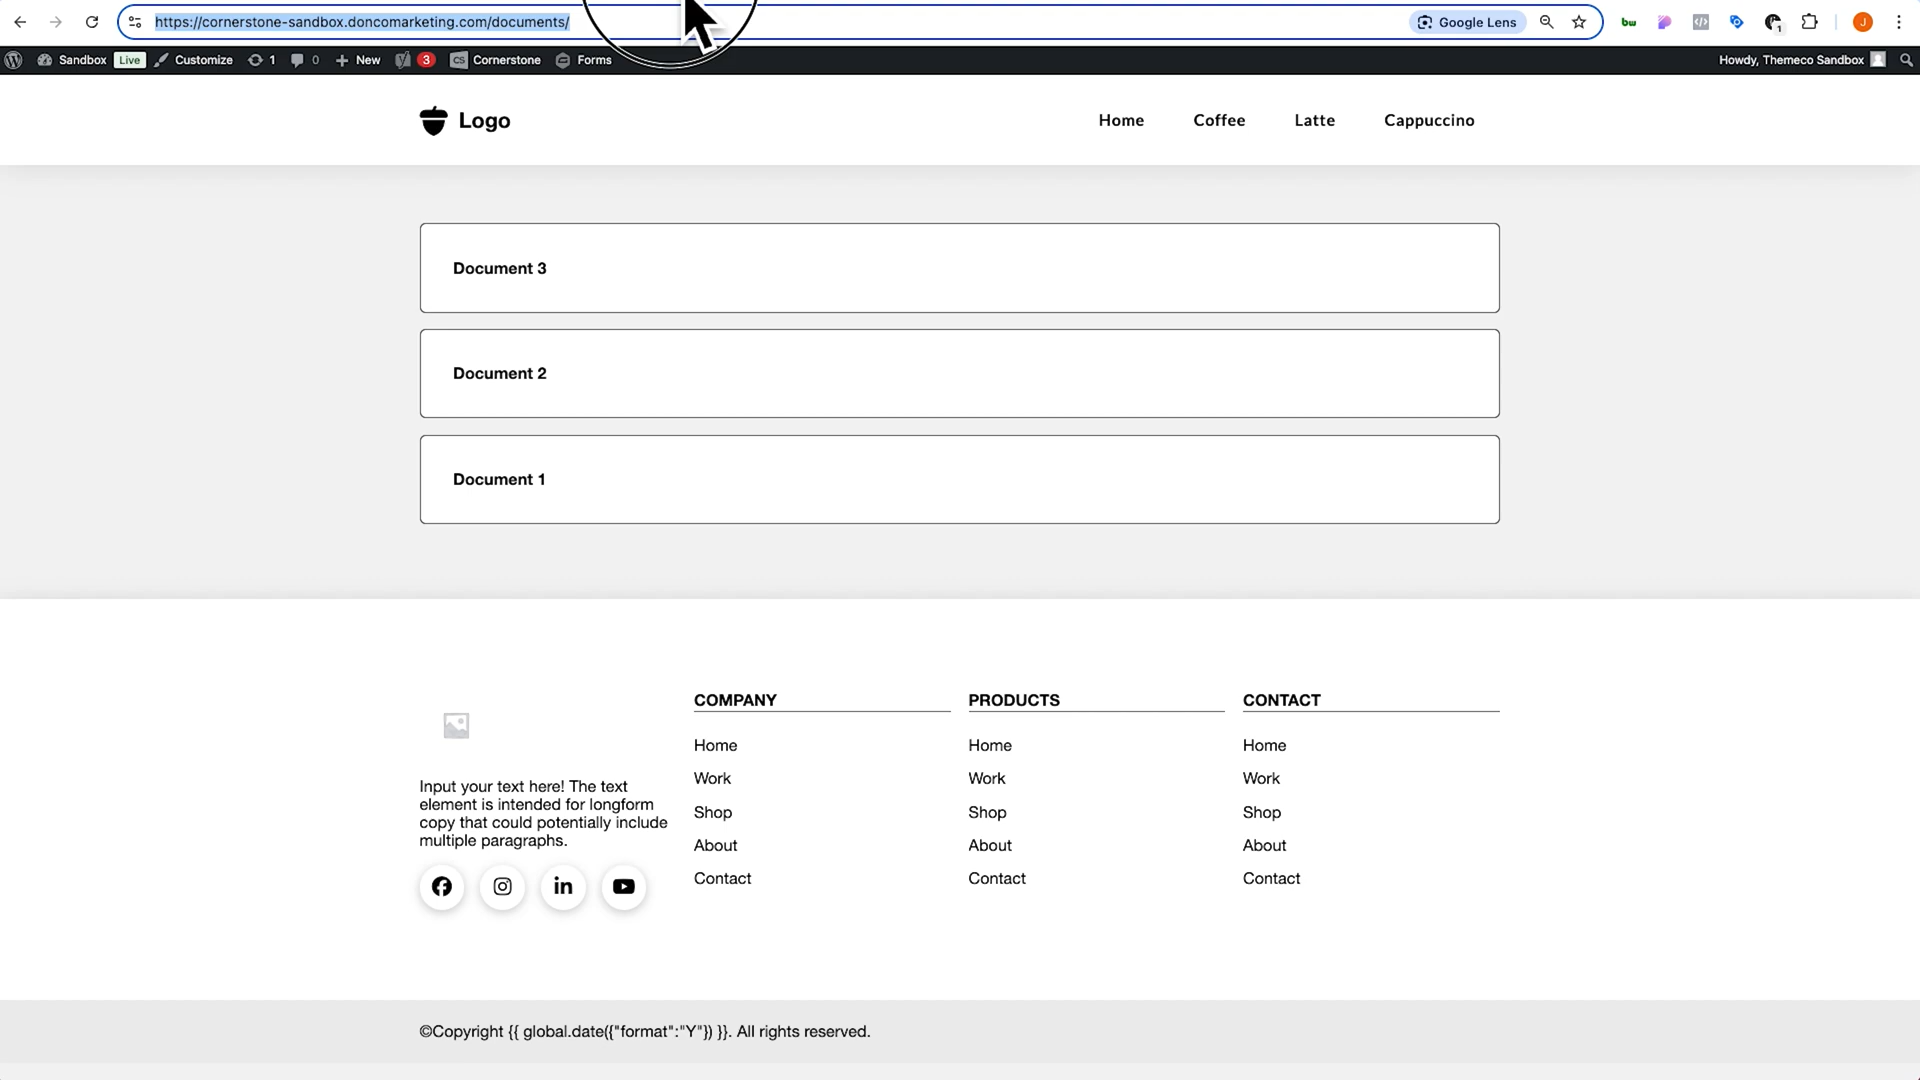 https://cornerstone-sandbox.doncomarketing.com/documents/
Google Lens
bw
1
J
Sandbox
Live
Customize
1
0
New
3
CS
Cornerstone
Forms
Howdy, Themeco Sandbox
Logo
Home
Coffee
Latte
Cappuccino
Document 3
Document 2
Document 1
Input your text here! The text
element is intended for longform
copy that could potentially include
multiple paragraphs.
COMPANY
Home
Work
Shop
About
Contact
PRODUCTS
Home
Work
Shop
About
Contact
CONTACT
Home
Work
Shop
About
Contact
©Copyright {{ global.date({"format":"Y"}) }}. All rights reserved.